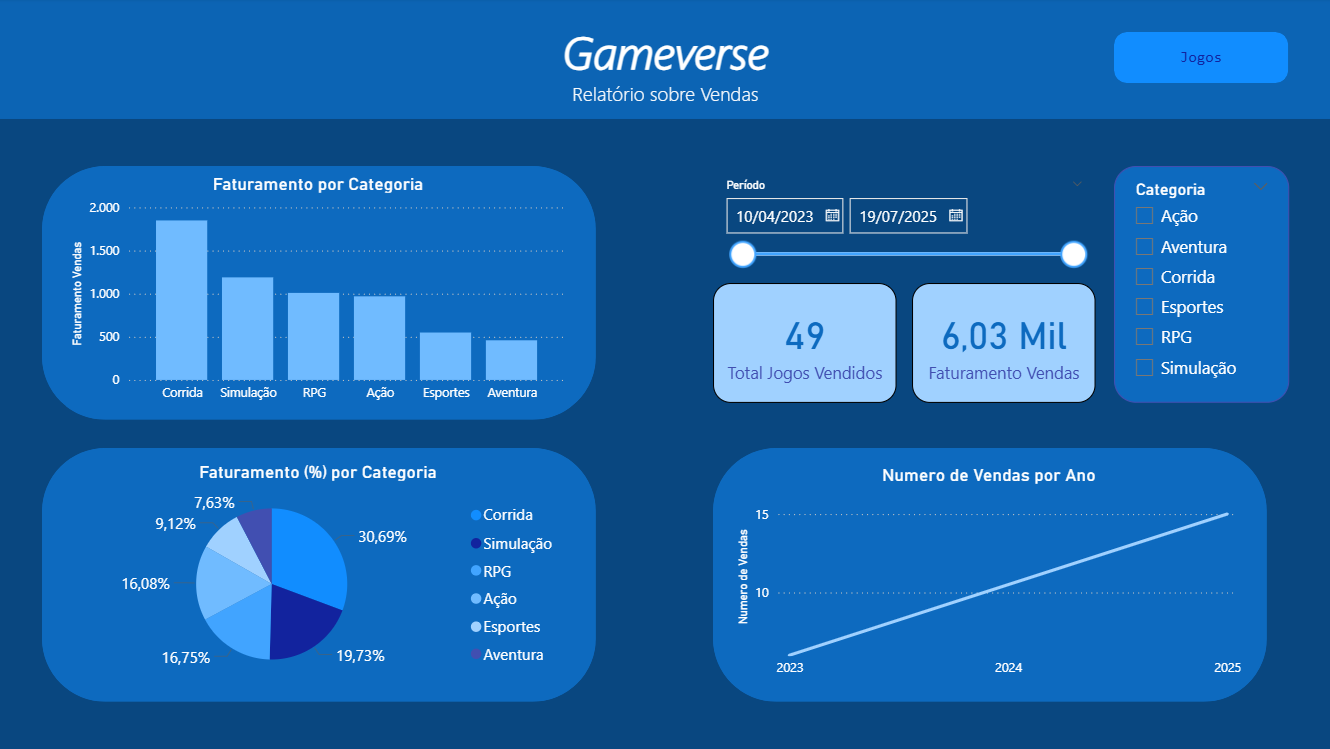 Gameverse
Relatório sobre Vendas
Jogos
Faturamento por Categoria
Faturamento Vendas
2.000
1.500
1.000
500
0
Corrida Simulação RPG Ação Esportes Aventura
Período
10/04/2023 19/07/2025
49
Total Jogos Vendidos
6,03 Mil
Faturamento Vendas
Categoria
Ação
Aventura
Corrida
Esportes
RPG
Simulação
Faturamento (%) por Categoria
7,63%
9,12%
30,69%
16,08%
16,75%
19,73%
Corrida
Simulação
RPG
Ação
Esportes
Aventura
Numero de Vendas por Ano
Numero de Vendas
15
10
2023 2024 2025